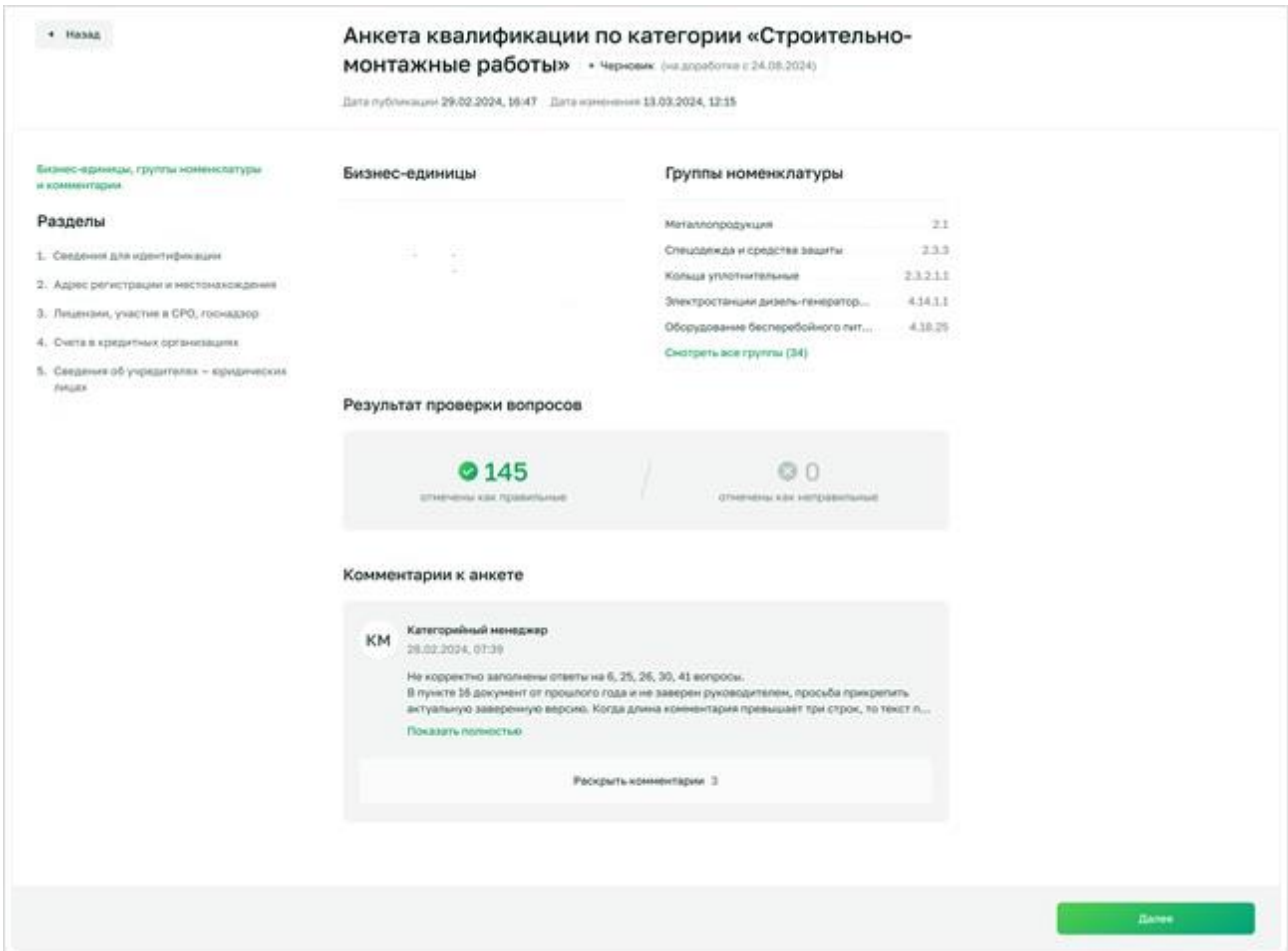 Назад
Анкета квалификации по категории «Строительно-
монтажные работы» • Черновик (на доработке с 24.08.2024)
Дата публикации 29.02.2024, 16:47 Дата изменения 13.03.2024, 12:15
Бизнес-единицы, группы номенклатуры
и комментарии
Разделы
1. Сведения для идентификации
2. Адрес регистрации и местонахождения
3. Лицензии, участие в СРО, госнадзор
4. Счета в кредитных организациях
5. Сведения об учредителях – юридических
лицах
Бизнес-единицы
Группы номенклатуры
Металлопродукция 2.1
Спецодежда и средства защиты 2.3.3
Кольца уплотнительные 2.3.2.1.1
Электростанции дизель-генератор... 4.14.1.1
Оборудование бесперебойного пит... 4.18.25
Смотреть все группы (34)
Результат проверки вопросов
145
отмечены как правильные
0
отмечены как неправильные
Комментарии к анкете
КМ
Категорийный менеджер
28.02.2024, 07:39
Не корректно заполнены ответы на 6, 25, 26, 30, 41 вопросы.
В пункте 16 документ от прошлого года и не заверен руководителем, просьба прикрепить
актуальную заверенную версию. Когда длина комментария превышает три строк, то текст п...
Показать полностью
Раскрыть комментарии 3
Далее